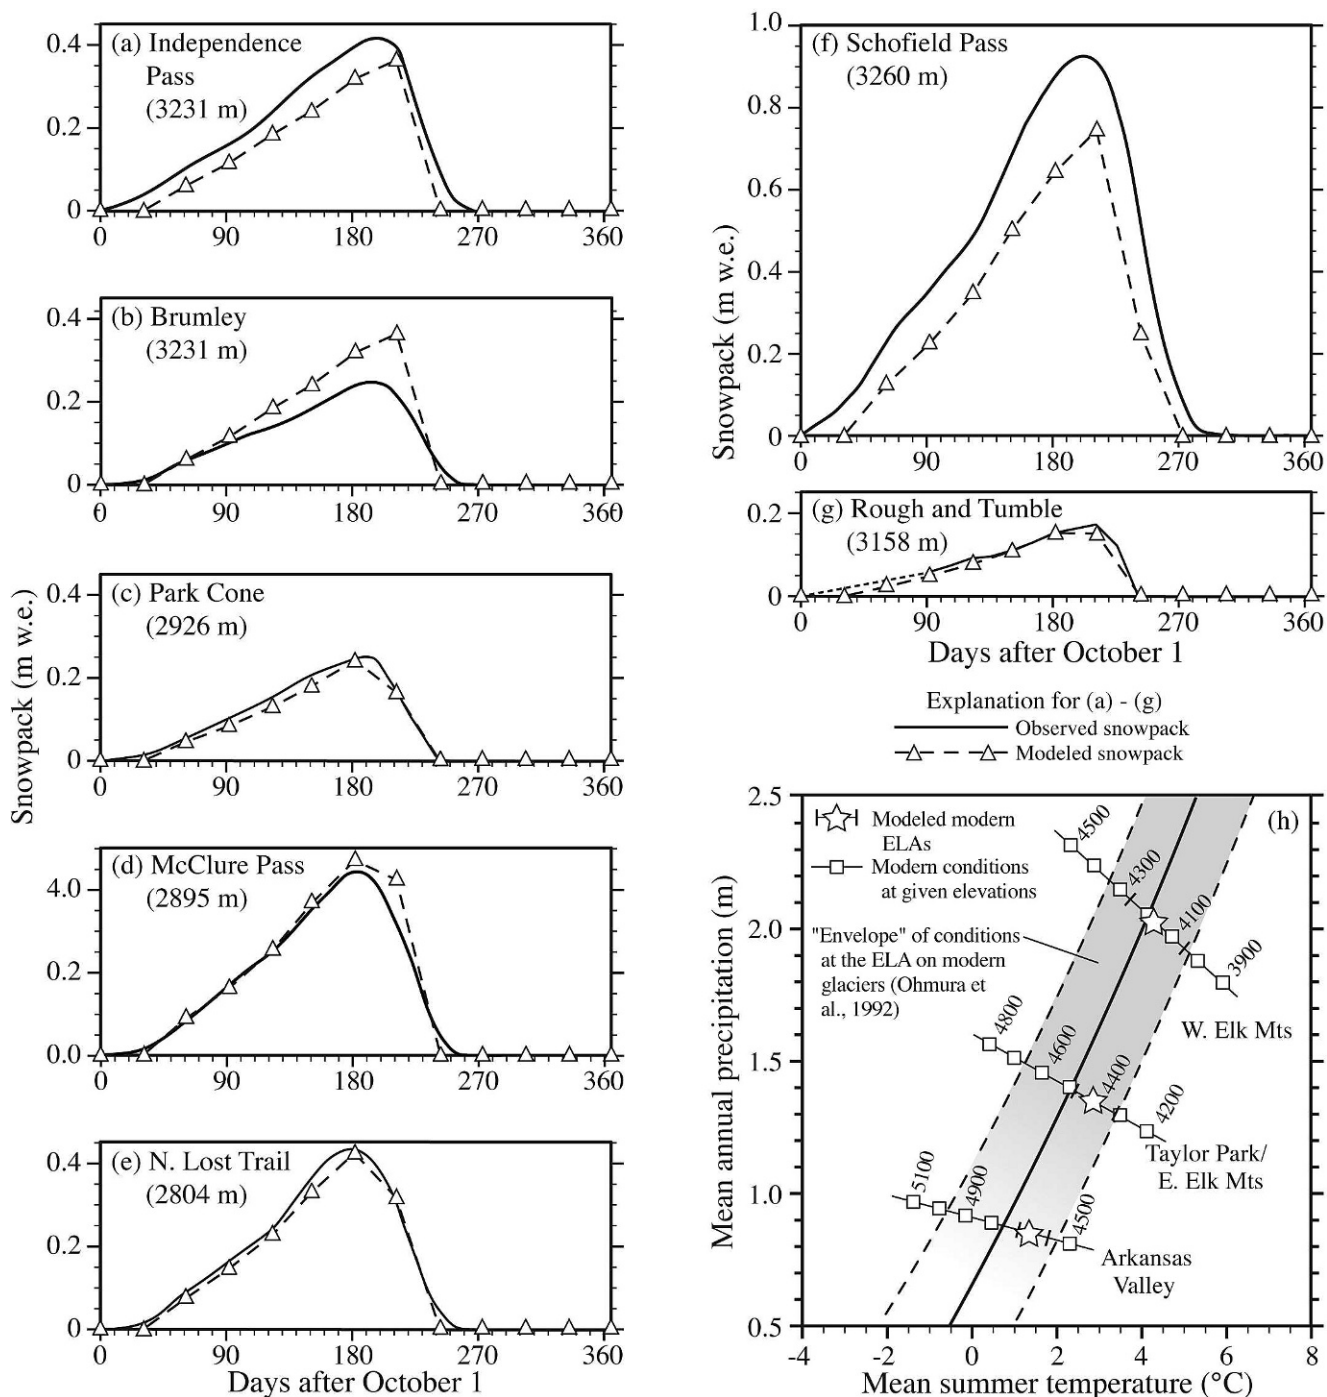 (a) Independence
Pass
(3231 m)
0.4
0.2
0
0 90 180 270 360
(b) Brumley
(3231 m)
0.4
0.2
0
0 90 180 270 360
Snowpack (m w.e.)
(c) Park Cone
(2926 m)
0.4
0.2
0
0 90 180 270 360
(d) McClure Pass
(2895 m)
4.0
0.2
0.0
0 90 180 270 360
(e) N. Lost Trail
(2804 m)
0.4
0.2
0
0 90 180 270 360
Days after October 1
(f) Schofield Pass
(3260 m)
1.0
0.8
0.6
0.4
0.2
0
Snowpack (m w.e.)
0 90 180 270 360
(g) Rough and Tumble
(3158 m)
0.2
0
0 90 180 270 360
Days after October 1
Explanation for (a) - (g)
Observed snowpack
Modeled snowpack
(h)
Modeled modern
ELAs
Modern conditions
at given elevations
"Envelope" of conditions
at the ELA on modern
glaciers (Ohmura et
al., 1992)
4500
4300
4100
3900
W. Elk Mts
4800
4600
4400
4200
Taylor Park/
E. Elk Mts
5100
4900
4500
Arkansas
Valley
2.5
2.0
1.5
1.0
0.5
Mean annual precipitation (m)
-4 -2 0 2 4 6 8
Mean summer temperature (°C)